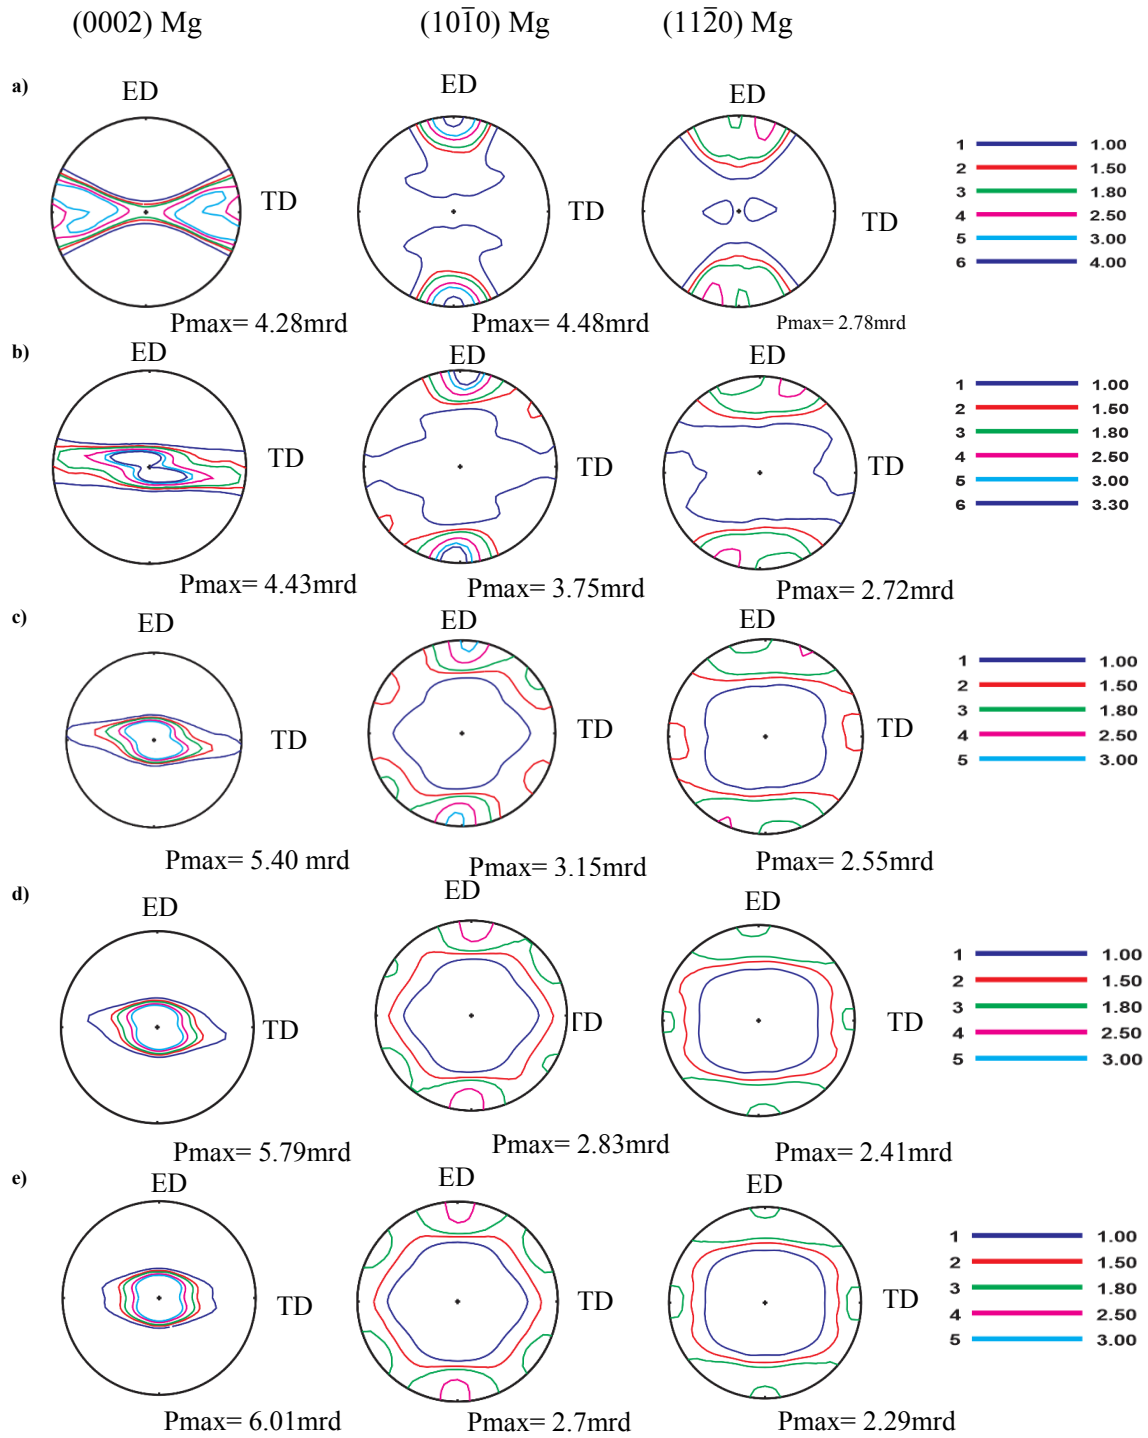 (0002) Mg (101̅0) Mg (112̅0) Mg
a)
ED ED ED
TD TD TD
1 1.00
2 1.50
3 1.80
4 2.50
5 3.00
6 4.00
Pmax= 4.28mrd Pmax= 4.48mrd Pmax= 2.78mrd
b)
ED ED ED
TD TD TD
1 1.00
2 1.50
3 1.80
4 2.50
5 3.00
6 3.30
Pmax= 4.43mrd Pmax= 3.75mrd Pmax= 2.72mrd
c)
ED ED ED
TD TD TD
1 1.00
2 1.50
3 1.80
4 2.50
5 3.00
Pmax= 5.40 mrd Pmax= 3.15mrd Pmax= 2.55mrd
d)
ED ED ED
TD TD TD
1 1.00
2 1.50
3 1.80
4 2.50
5 3.00
Pmax= 5.79mrd Pmax= 2.83mrd Pmax= 2.41mrd
e)
ED ED ED
TD TD TD
1 1.00
2 1.50
3 1.80
4 2.50
5 3.00
Pmax= 6.01mrd Pmax= 2.7mrd Pmax= 2.29mrd